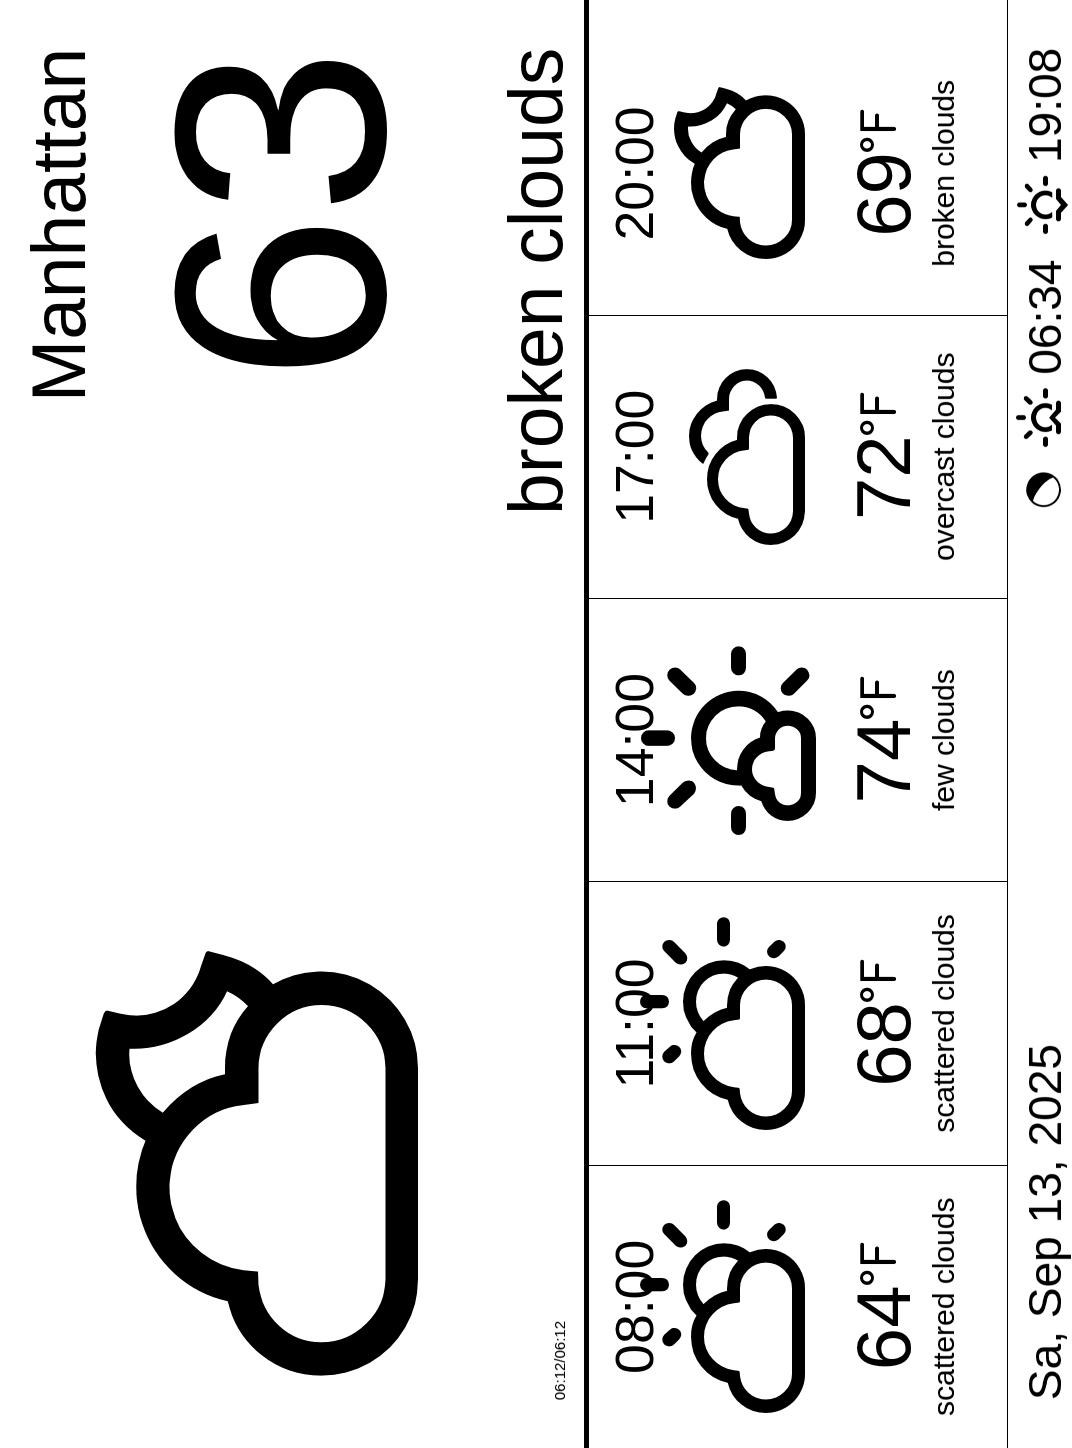 Manhattan
63
broken clouds
06:12/06:12
08:00 11:00 14:00 17:00 20:00
64°F 68°F 74°F 72°F 69°F
scattered clouds scattered clouds few clouds overcast clouds broken clouds
Sa, Sep 13, 2025 06:34 19:08